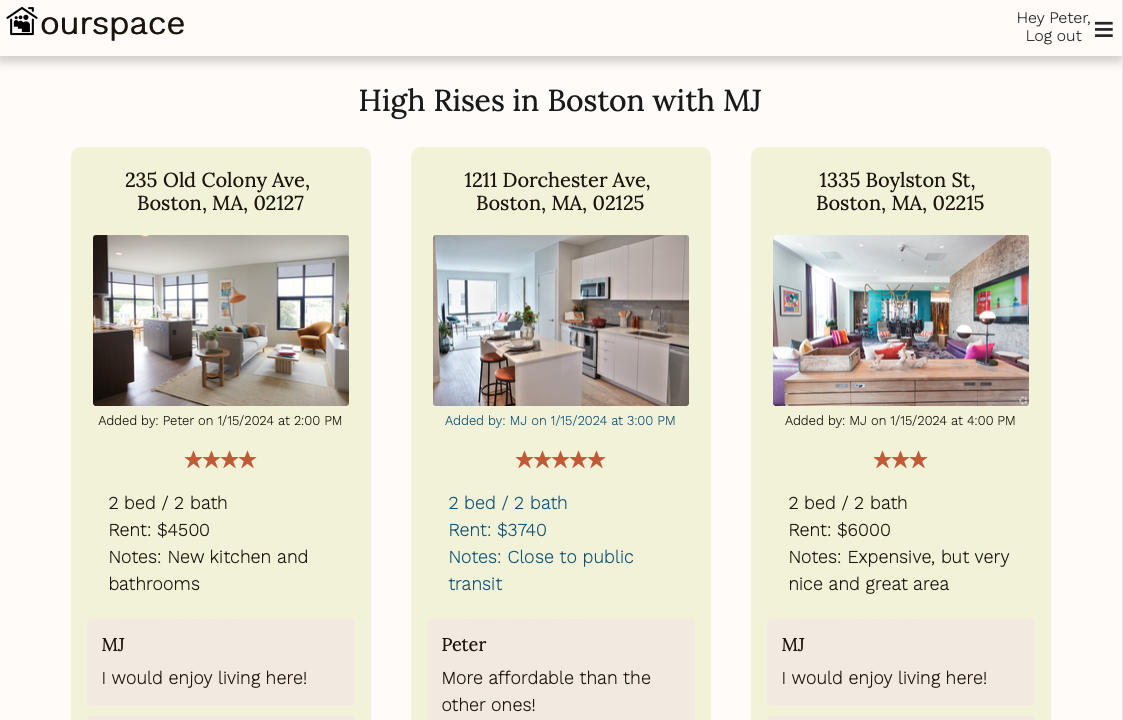 ourspace
Hey Peter,
Log out
High Rises in Boston with MJ
235 Old Colony Ave,
Boston, MA, 02127
Added by: Peter on 1/15/2024 at 2:00 PM
★★★★
2 bed / 2 bath
Rent: $4500
Notes: New kitchen and
bathrooms
MJ
I would enjoy living here!
1211 Dorchester Ave,
Boston, MA, 02125
Added by: MJ on 1/15/2024 at 3:00 PM
★★★★★
2 bed / 2 bath
Rent: $3740
Notes: Close to public
transit
Peter
More affordable than the
other ones!
1335 Boylston St,
Boston, MA, 02215
Added by: MJ on 1/15/2024 at 4:00 PM
★★★
2 bed / 2 bath
Rent: $6000
Notes: Expensive, but very
nice and great area
MJ
I would enjoy living here!